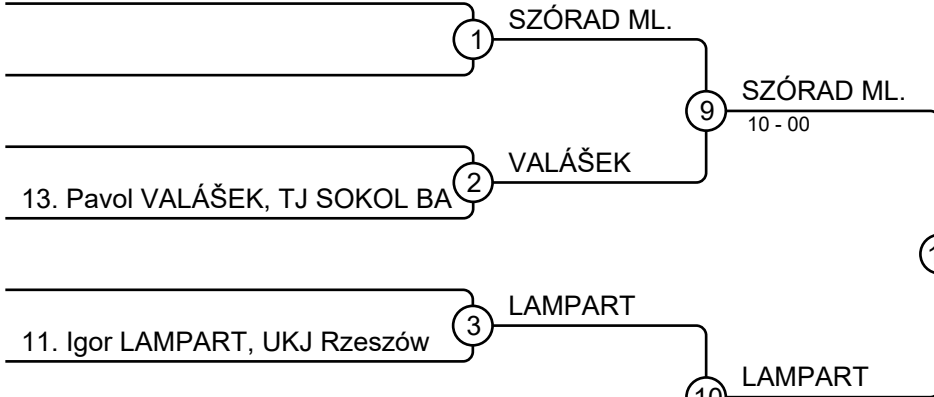 1
SZÓRAD ML.
9
SZÓRAD ML.
10 - 00
2
VALÁŠEK
13. Pavol VALÁŠEK, TJ SOKOL BA
3
LAMPART
11. Igor LAMPART, UKJ Rzeszów
10
LAMPART